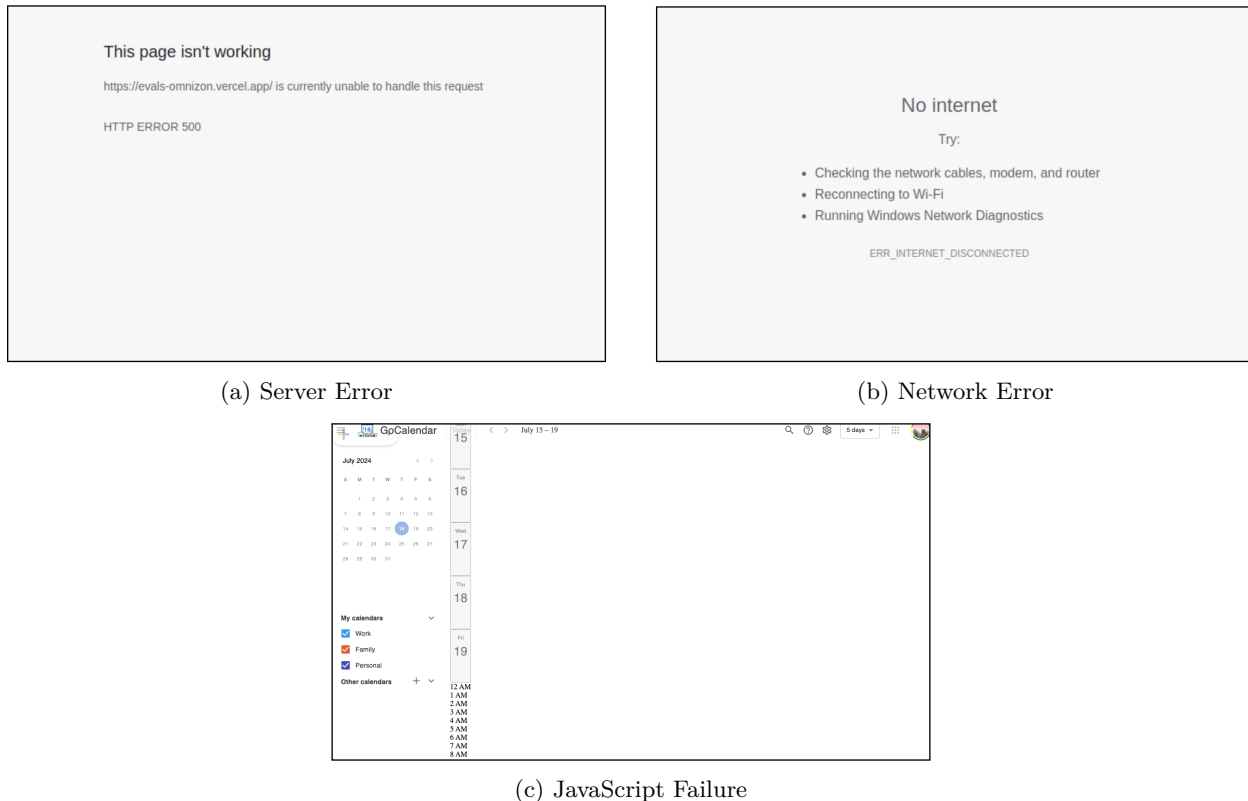 This page isn't working
https://evals-omnizon.vercel.app/ is currently unable to handle this request
HTTP ERROR 500
(a) Server Error
No internet
Try:
• Checking the network cables, modem, and router
• Reconnecting to Wi-Fi
• Running Windows Network Diagnostics
ERR_INTERNET_DISCONNECTED
(b) Network Error
GoCalendar
July 15 – 19
5 days
July 2024
S M T W T F S
1 2 3 4 5 6
7 8 9 10 11 12 13
14 15 16 17 18 19 20
21 22 23 24 25 26 27
28 29 30 31
My calendars
Work
Family
Personal
Other calendars
Today
15
Tue
16
Wed
17
Thu
18
Fri
19
12 AM
1 AM
2 AM
3 AM
4 AM
5 AM
6 AM
7 AM
8 AM
(c) JavaScript Failure